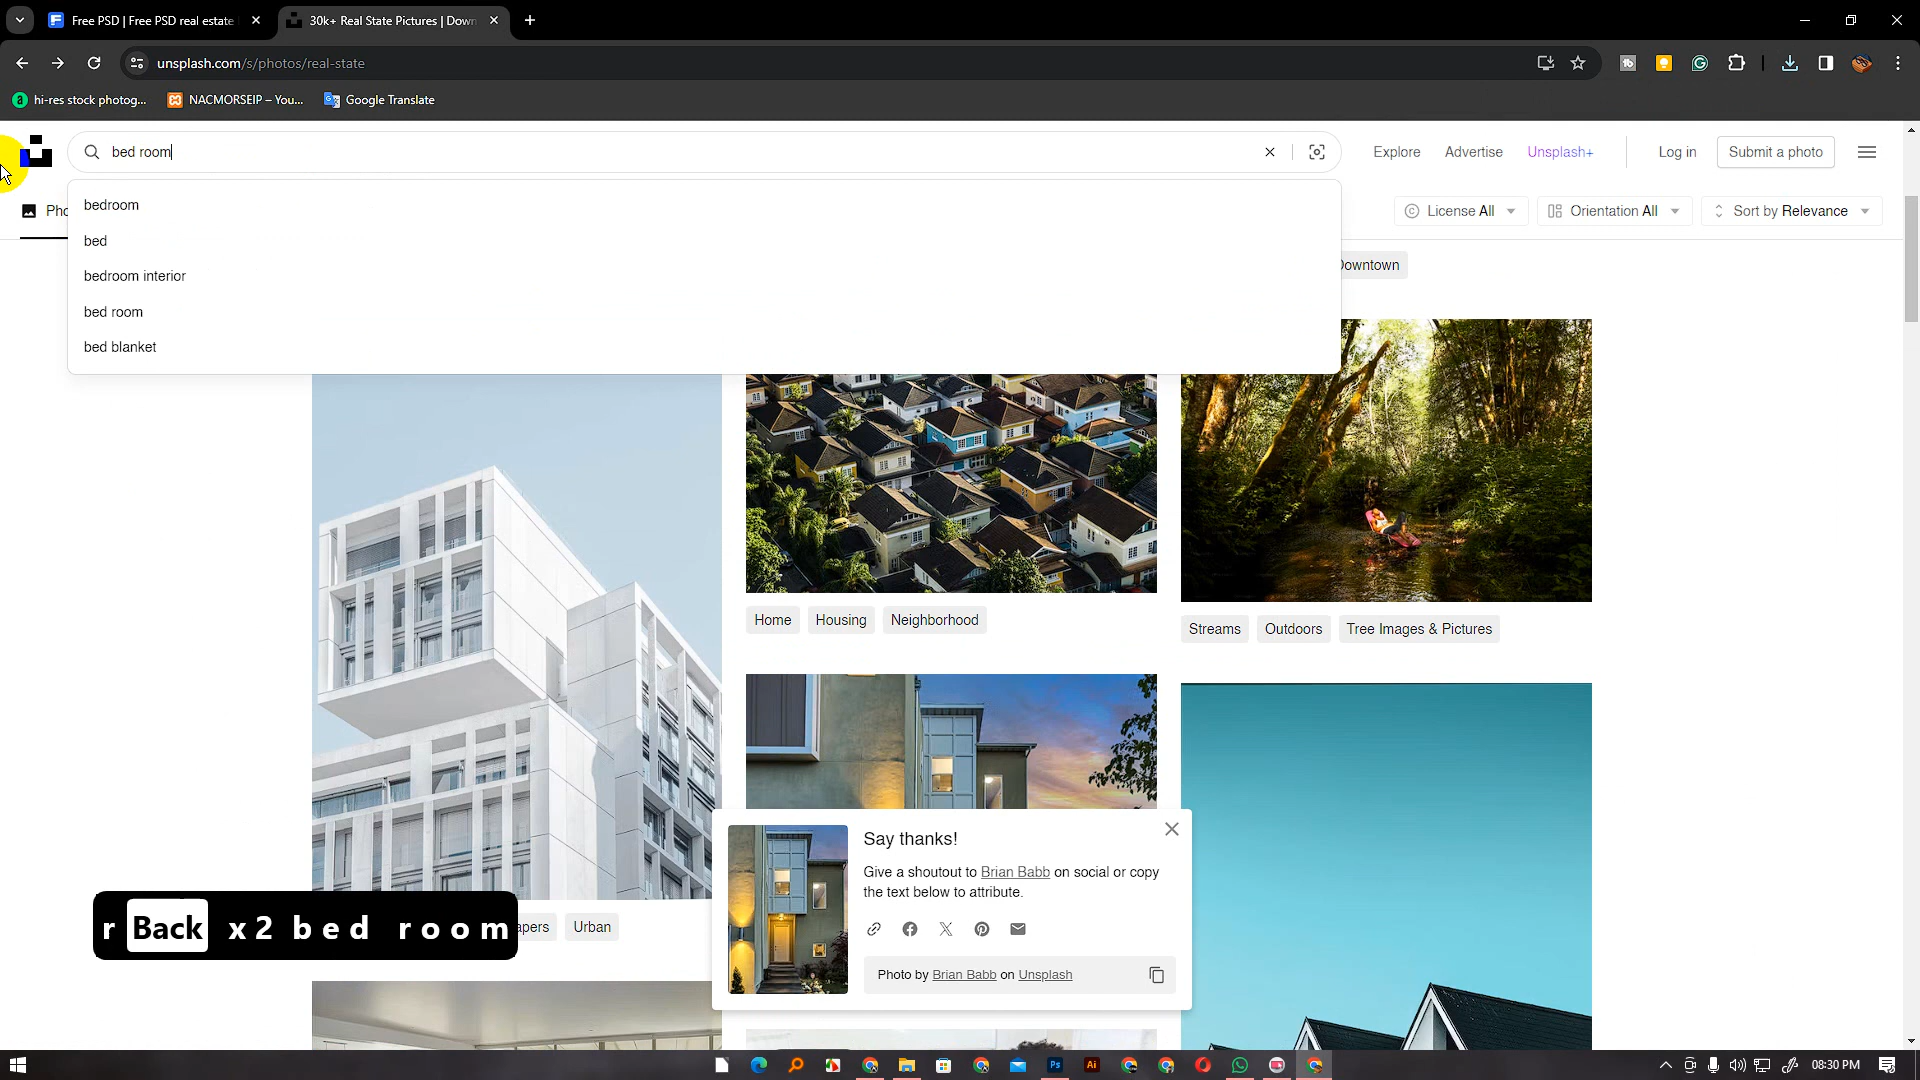 Free PSD | Free PSD real estate
30k+ Real State Pictures | Down
unsplash.com/s/photos/real-state
hi-res stock photog...
NACMORSEIP – You...
Google Translate
bed room
Explore
Advertise
Unsplash+
Log in
Submit a photo
Pho
License All
Orientation All
Sort by Relevance
bedroom
bed
bedroom interior
bed room
bed blanket
Downtown
Home
Housing
Neighborhood
Streams
Outdoors
Tree Images & Pictures
Say thanks!
Give a shoutout to Brian Babb on social or copy
the text below to attribute.
Photo by Brian Babb on Unsplash
r Back x2 bed room
apers
Urban
Ps
Ai
08:30 PM